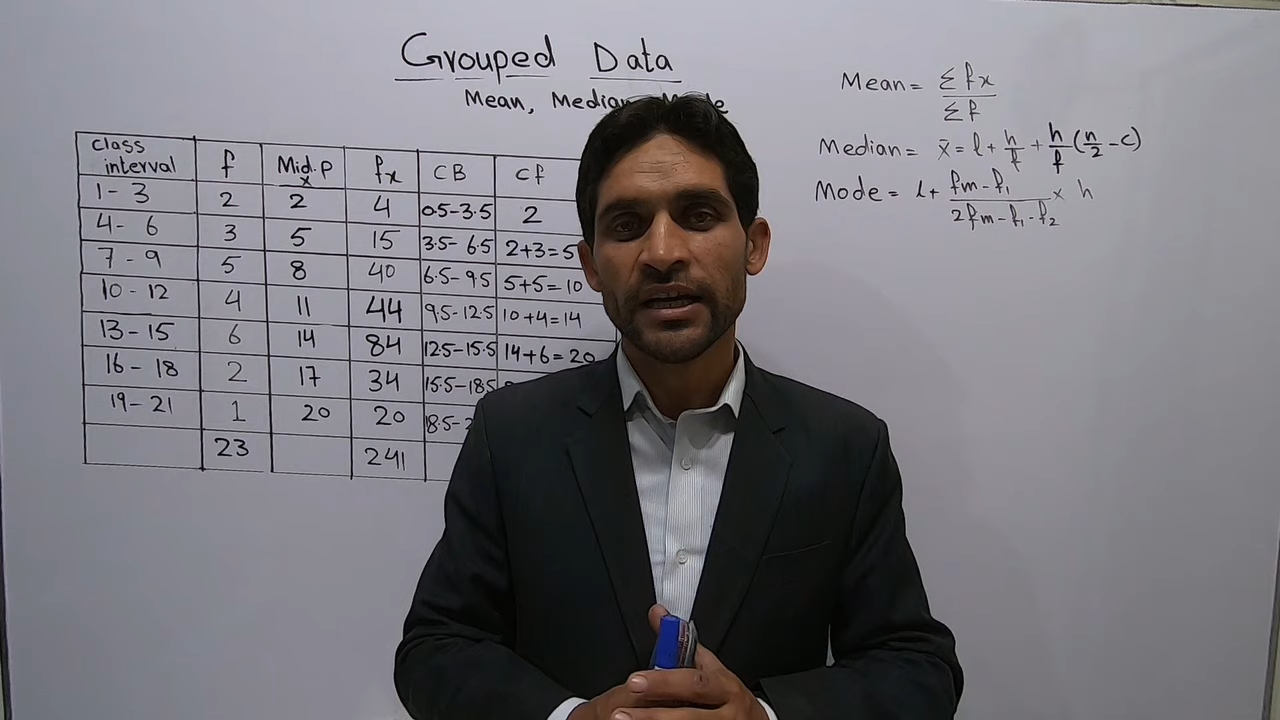 Grouped Data
Mean, Median, Mode
Mean = Σfx / Σf
Median = x̄ = l + h/f + h/f (n/2 - c)
Mode = l + fm - f₁ / 2fm - f₁ - f₂ × h
class interval f Mid.P x fx CB cf
1 - 3 2 2 4 0.5-3.5 2
4 - 6 3 5 15 3.5- 6.5 2+3=5
7 - 9 5 8 40 6.5-9.5 5+5=10
10 - 12 4 11 44 9.5-12.5 10+4=14
13 - 15 6 14 84 12.5-15.5 14+6=20
16 - 18 2 17 34 15.5-18.5
19 - 21 1 20 20 18.5-
23 241